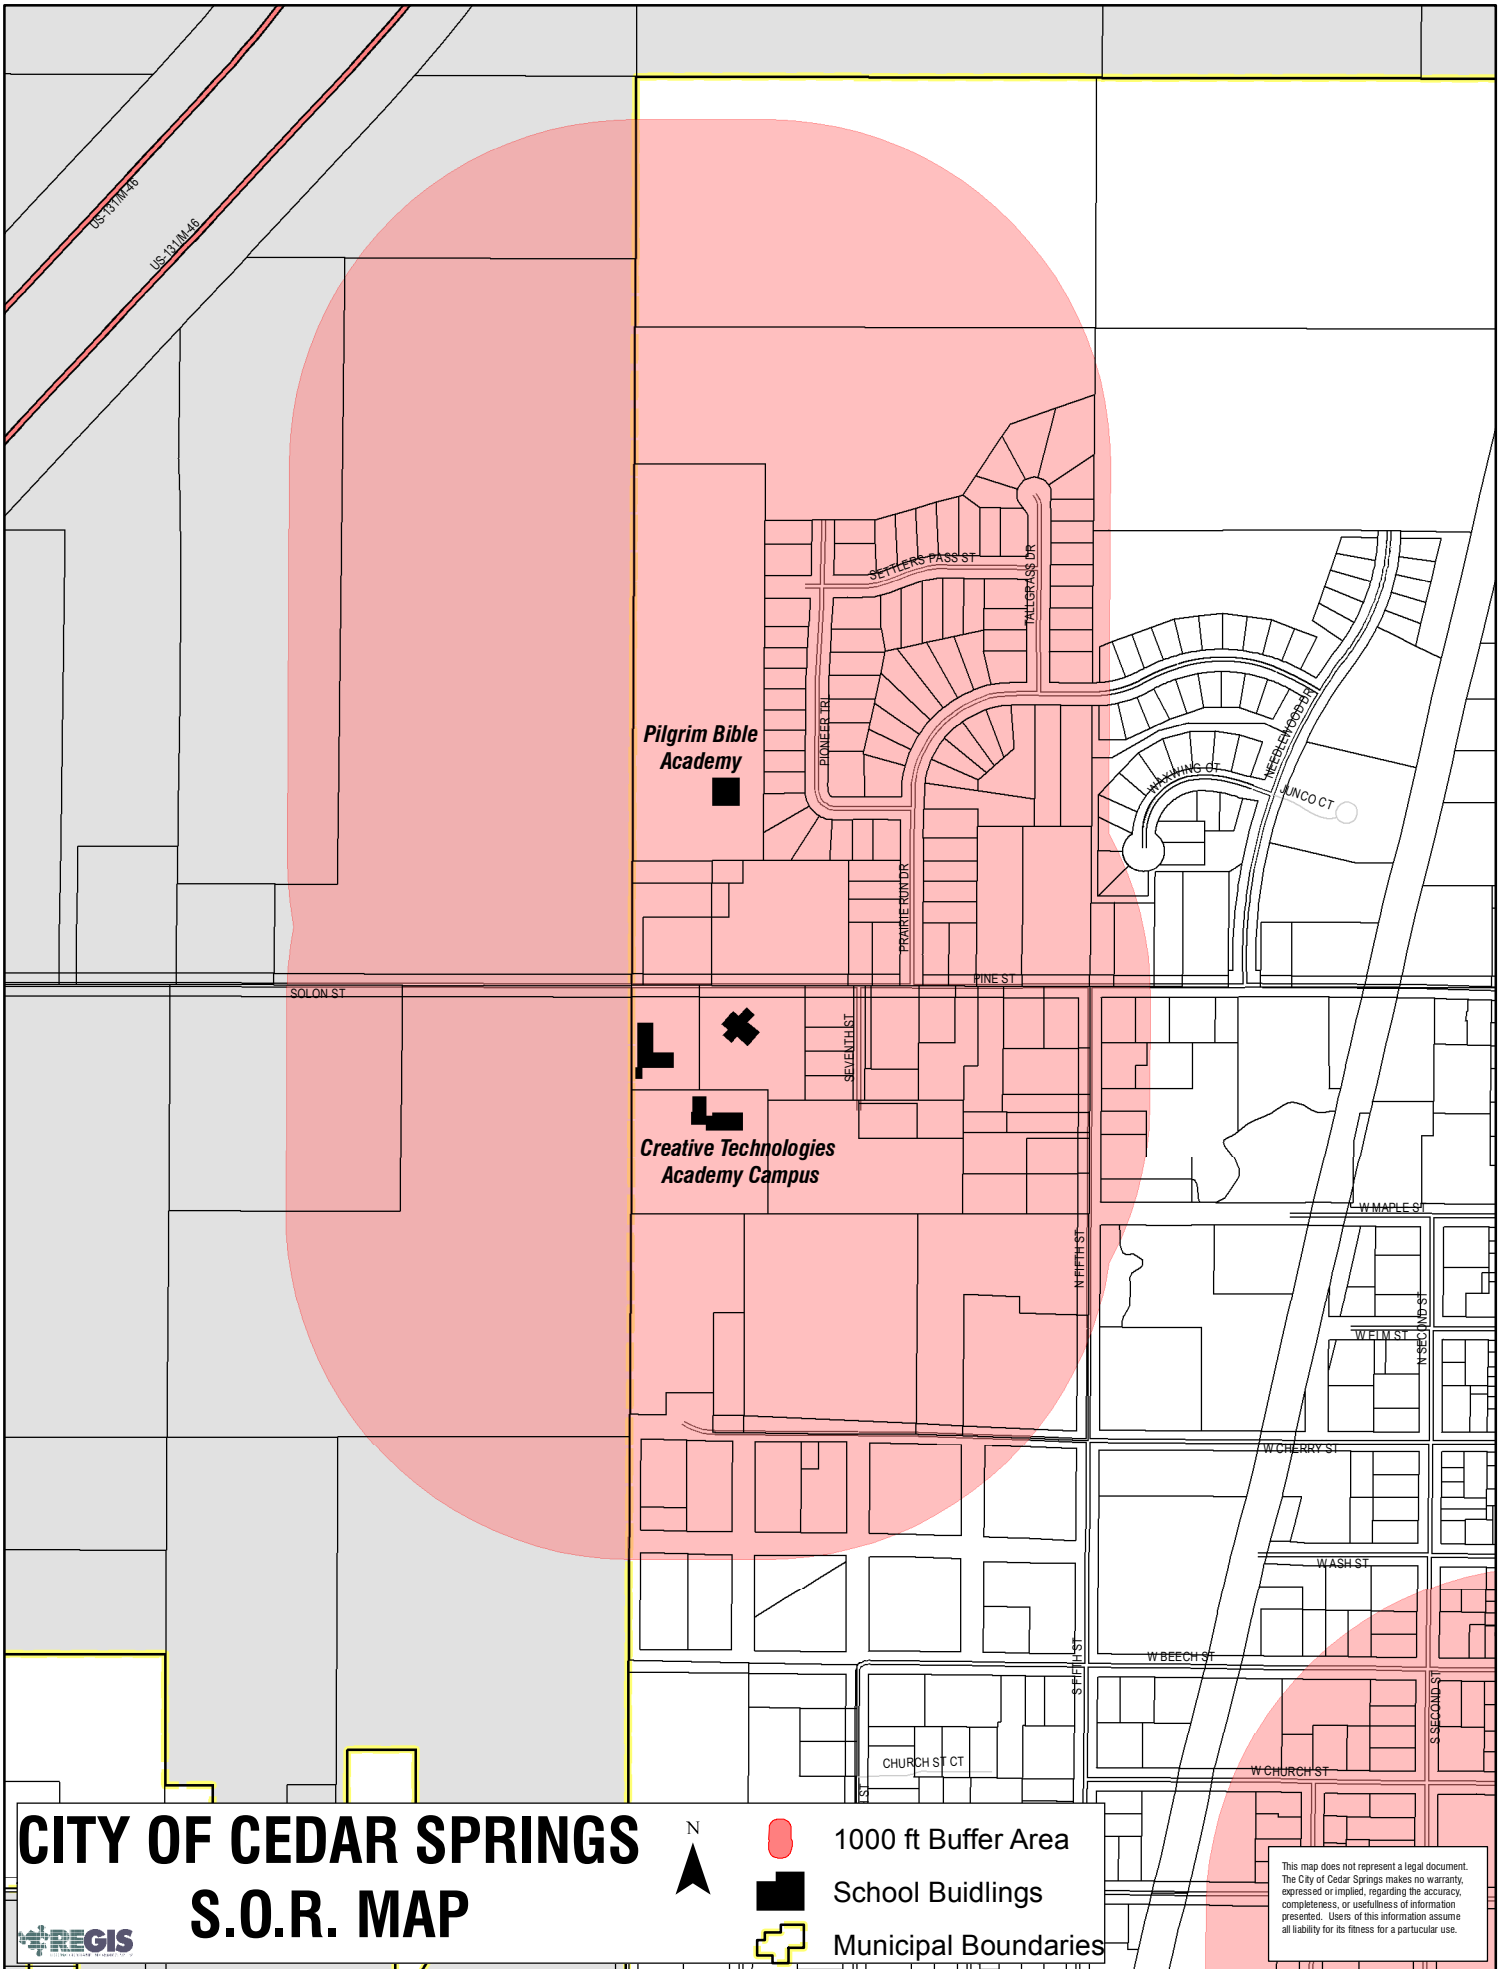 US-131/M-46
US-131/M-46
SETTLERS PASS ST
TALLGRASS DR
PIONEER TRL
Pilgrim Bible
Academy
NEEDLEWOOD DR
WAXWING CT
JUNCO CT
PRAIRIE RUN DR
PINE ST
SOLON ST
SEVENTH ST
Creative Technologies
Academy Campus
W MAPLE ST
N FIFTH ST
N SECOND ST
W ELM ST
W CHERRY ST
W ASH ST
S FIFTH ST
W BEECH ST
S SECOND ST
CHURCH ST CT
W CHURCH ST
ST
CITY OF CEDAR SPRINGS
S.O.R. MAP
REGIS
N
1000 ft Buffer Area
School Buidlings
Municipal Boundaries
This map does not represent a legal document.
The City of Cedar Springs makes no warranty,
expressed or implied, regarding the accuracy,
completeness, or usefullness of information
presented. Users of this information assume
all liability for its fitness for a partucular use.